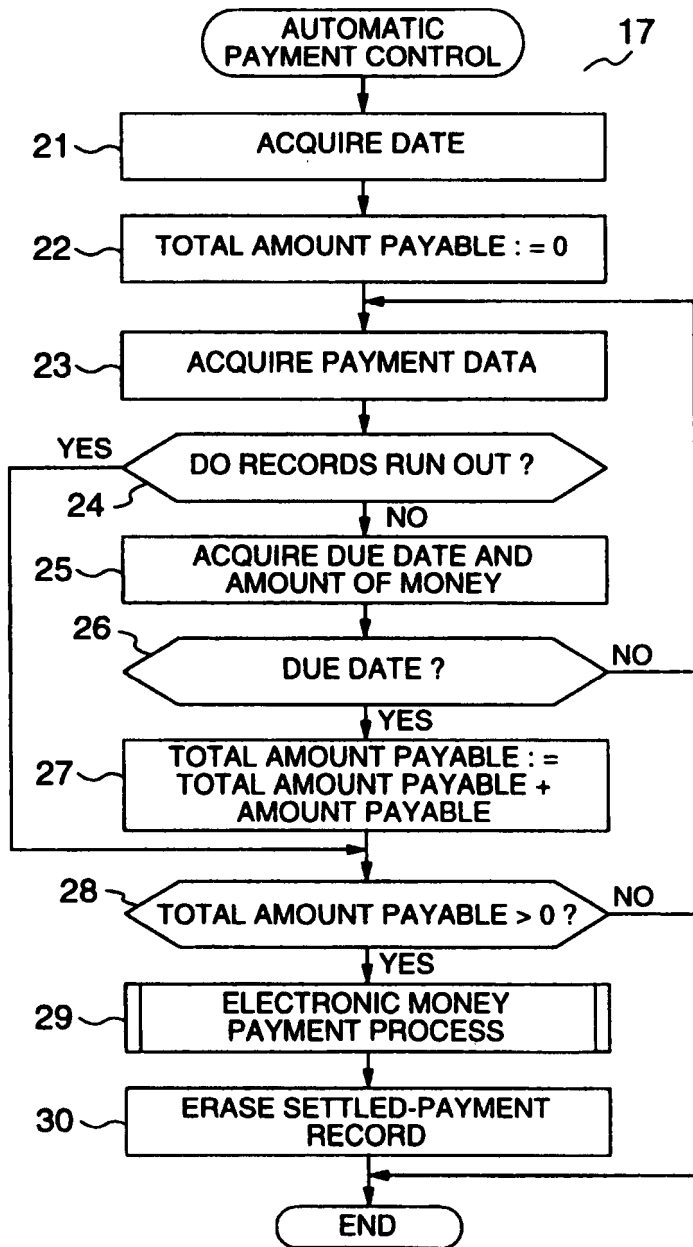 AUTOMATIC
PAYMENT CONTROL
17
21
ACQUIRE DATE
22
TOTAL AMOUNT PAYABLE : = 0
23
ACQUIRE PAYMENT DATA
YES
DO RECORDS RUN OUT ?
24
NO
25
ACQUIRE DUE DATE AND
AMOUNT OF MONEY
26
DUE DATE ?
NO
YES
27
TOTAL AMOUNT PAYABLE : =
TOTAL AMOUNT PAYABLE +
AMOUNT PAYABLE
28
TOTAL AMOUNT PAYABLE > 0 ?
NO
YES
29
ELECTRONIC MONEY
PAYMENT PROCESS
30
ERASE SETTLED-PAYMENT
RECORD
END